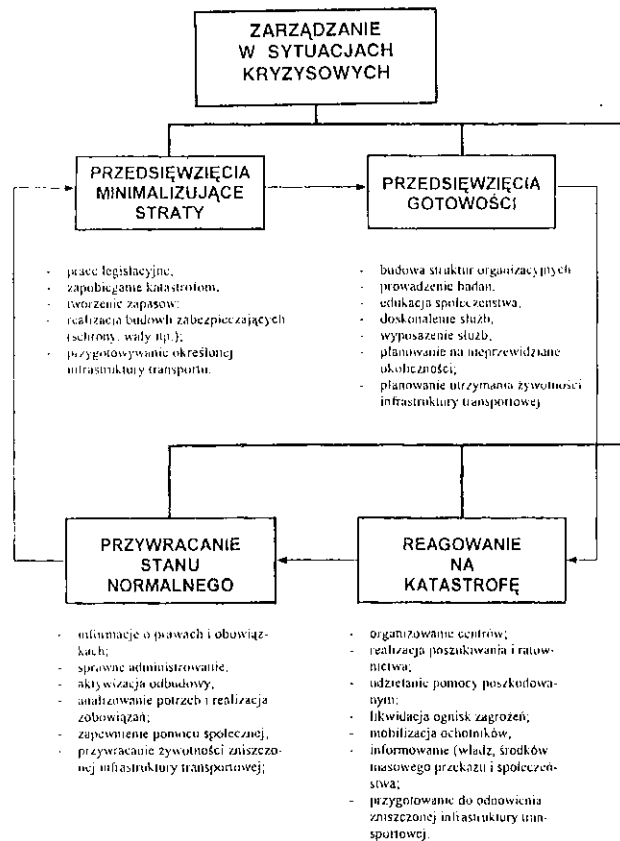 ZARZĄDZANIE
W SYTUACJACH
KRYZYSOWYCH
PRZEDSIĘWZIĘCIA
MINIMALIZUJĄCE
STRATY
PRZEDSIĘWZIĘCIA
GOTOWOŚCI
- prace legislacyjne,
- zapobieganie katastrofom,
- tworzenie zapasów;
- realizacja budowli zabezpieczających
(schrony, wały itp.);
- przygotowywanie określonej
infrastruktury transportu.
- budowa struktur organizacyjnych
- prowadzenie badań,
- edukacja społeczeństwa,
- doskonalenie służb,
- wyposażenie służb,
- planowanie na nieprzewidziane
okoliczności;
- planowanie utrzymania żywotności
infrastruktury transportowej
PRZYWRACANIE
STANU
NORMALNEGO
REAGOWANIE
NA
KATASTROFĘ
- informacje o prawach i obowiąz-
kach;
- sprawne administrowanie,
- aktywizacja odbudowy,
- analizowanie potrzeb i realizacja
zobowiązań;
- zapewnienie pomocu społecznej,
- przywracanie żywotności zniszczo-
nej infrastruktury transportowej;
- organizowanie centrów;
- realizacja poszukiwania i ratow-
nictwa;
- udzielanie pomocy poszkodowa-
nym;
- likwidacja ognisk zagrożeń;
- mobilizacja ochotników,
- informowanie (władz, środków
masowego przekazu i społeczeń-
stwa;
- przygotowanie do odnowienia
zniszczonej infrastruktury tran-
sportowej.